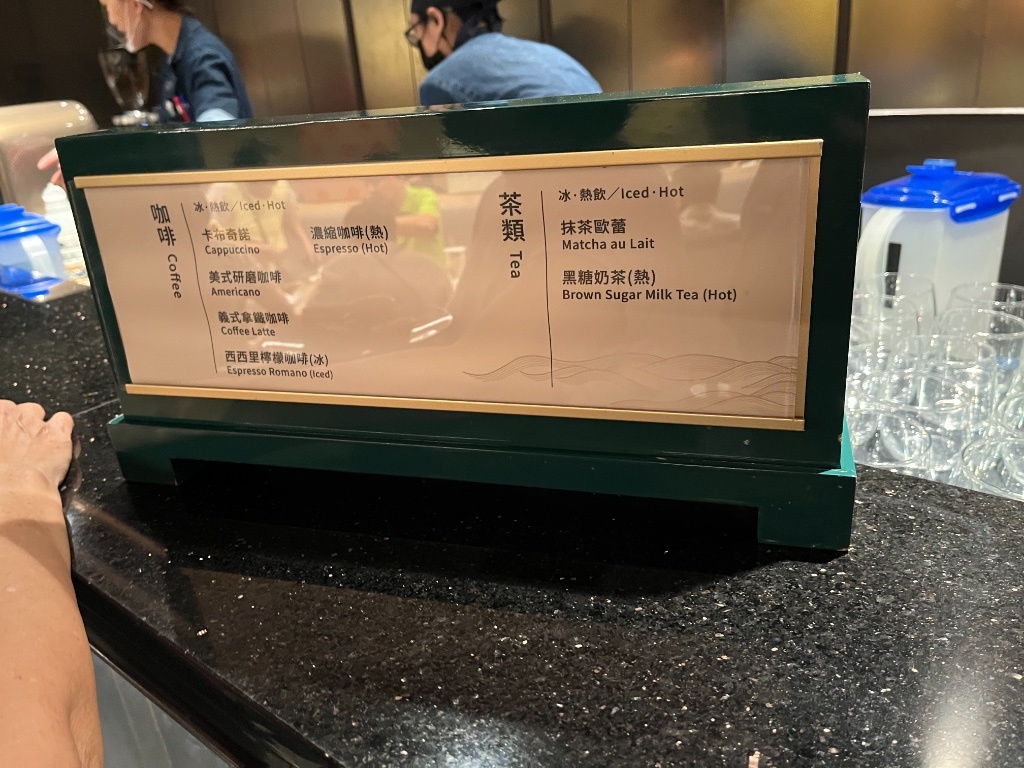 咖啡 Coffee
冰·熱飲／Iced·Hot
卡布奇諾
Cappuccino
美式研磨咖啡
Americano
義式拿鐵咖啡
Coffee Latte
西西里檸檬咖啡(冰)
Espresso Romano (Iced)
濃縮咖啡(熱)
Espresso (Hot)
茶類 Tea
冰·熱飲／Iced·Hot
抹茶歐蕾
Matcha au Lait
黑糖奶茶(熱)
Brown Sugar Milk Tea (Hot)